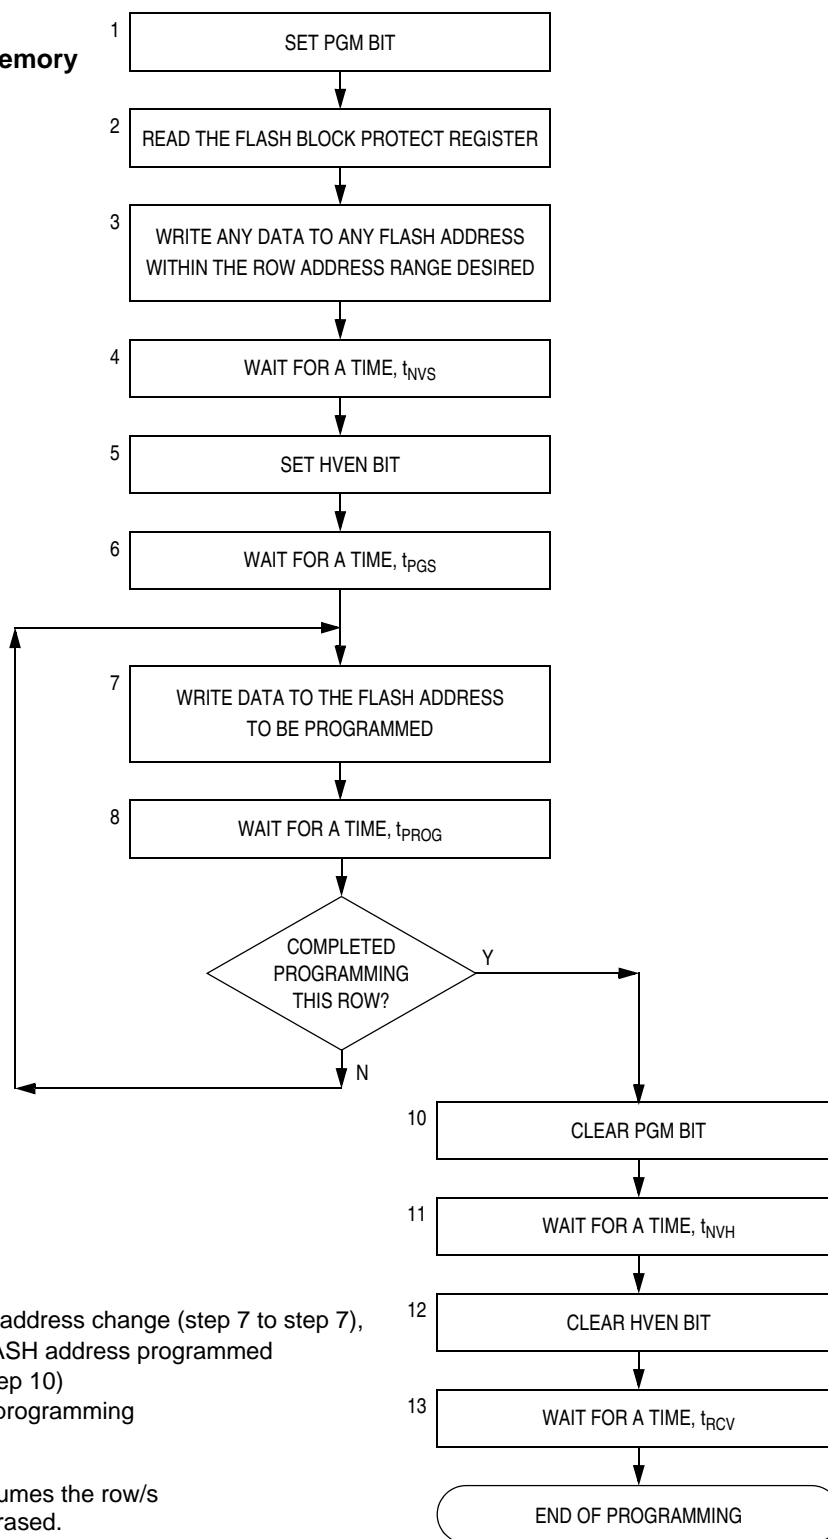 emory
1
SET PGM BIT
2
READ THE FLASH BLOCK PROTECT REGISTER
3
WRITE ANY DATA TO ANY FLASH ADDRESS
WITHIN THE ROW ADDRESS RANGE DESIRED
4
WAIT FOR A TIME, tNVS
5
SET HVEN BIT
6
WAIT FOR A TIME, tPGS
7
WRITE DATA TO THE FLASH ADDRESS
TO BE PROGRAMMED
8
WAIT FOR A TIME, tPROG
COMPLETED
PROGRAMMING
THIS ROW?
Y
N
10
CLEAR PGM BIT
11
WAIT FOR A TIME, tNVH
12
CLEAR HVEN BIT
13
WAIT FOR A TIME, tRCV
END OF PROGRAMMING
address change (step 7 to step 7),
ASH address programmed
ep 10)
programming
umes the row/s
rased.